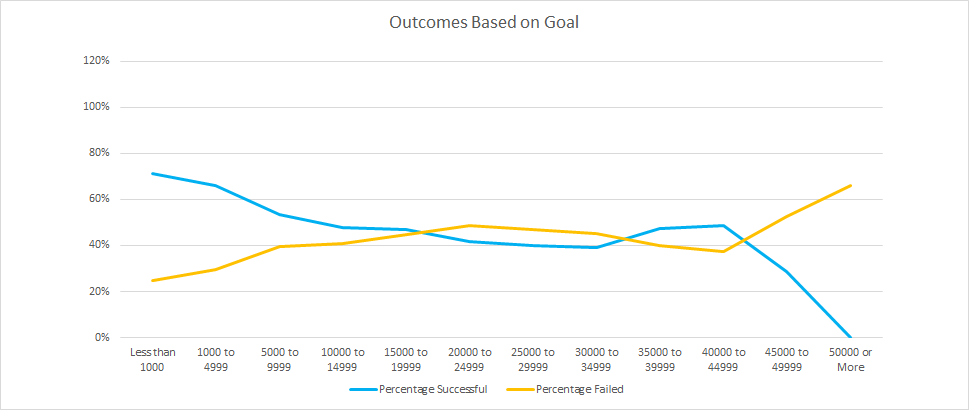 Outcomes Based on Goal
120%
100%
80%
60%
40%
20%
0%
Less than 1000 to 5000 to 10000 to 15000 to 20000 to 25000 to 30000 to 35000 to 40000 to 45000 to 50000 or
1000 4999 9999 14999 19999 24999 29999 34999 39999 44999 49999 More
Percentage Successful Percentage Failed